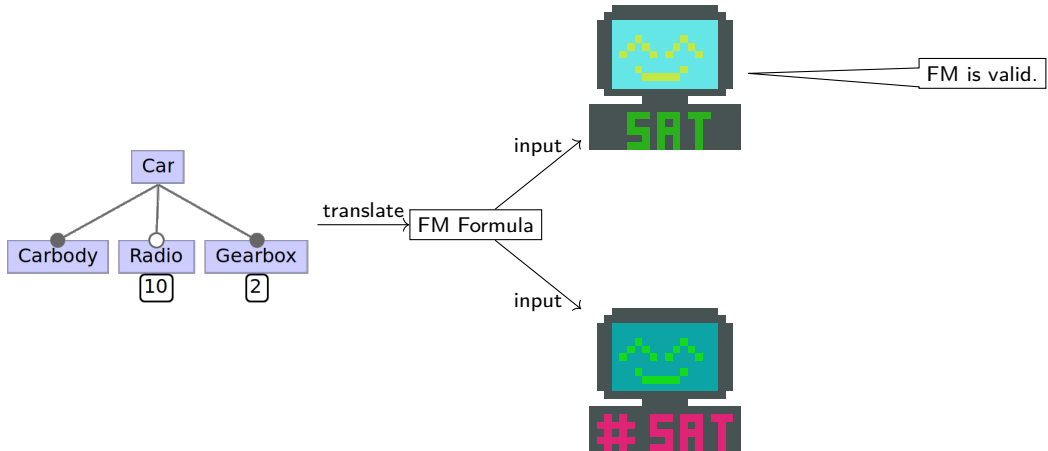 Car
Carbody
Radio
Gearbox
10
2
translate
FM Formula
input
input
SAT
FM is valid.
# SAT